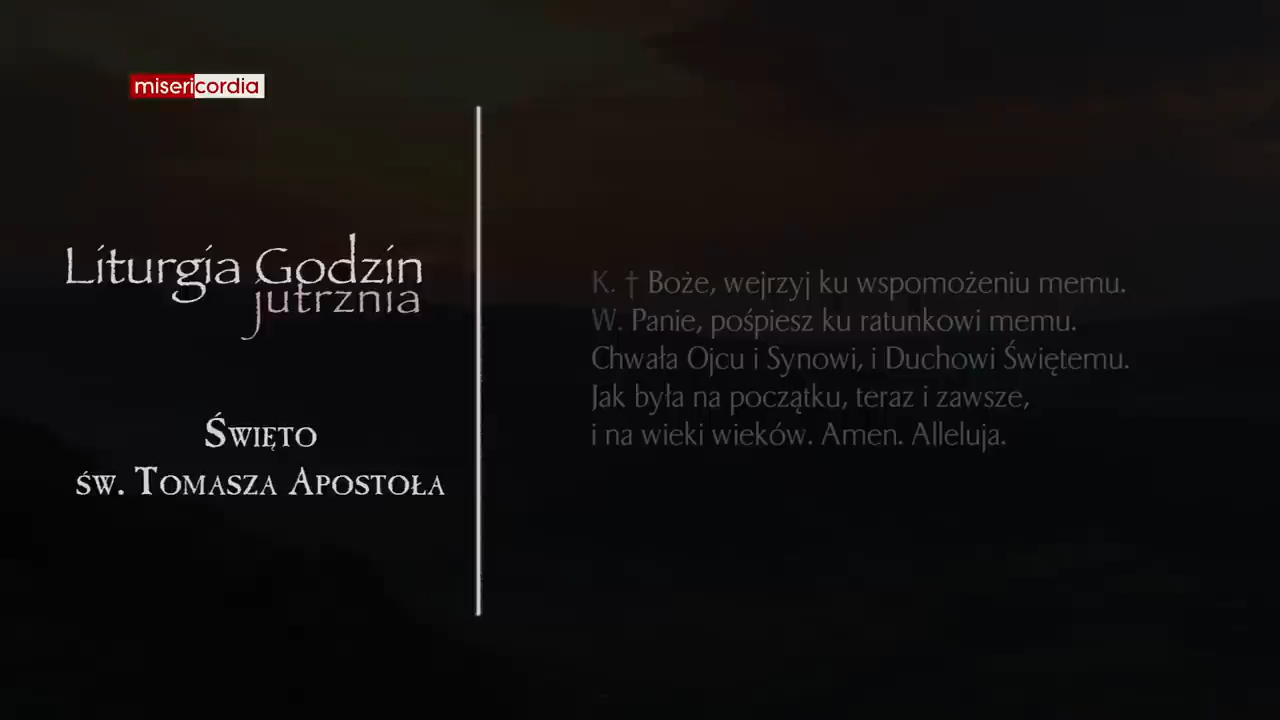 misericordia
Liturgia Godzin
jutrznia
Święto
św. Tomasza Apostoła
K. † Boże, wejrzyj ku wspomożeniu memu.
W. Panie, pośpiesz ku ratunkowi memu.
Chwała Ojcu i Synowi, i Duchowi Świętemu.
Jak była na początku, teraz i zawsze,
i na wieki wieków. Amen. Alleluja.